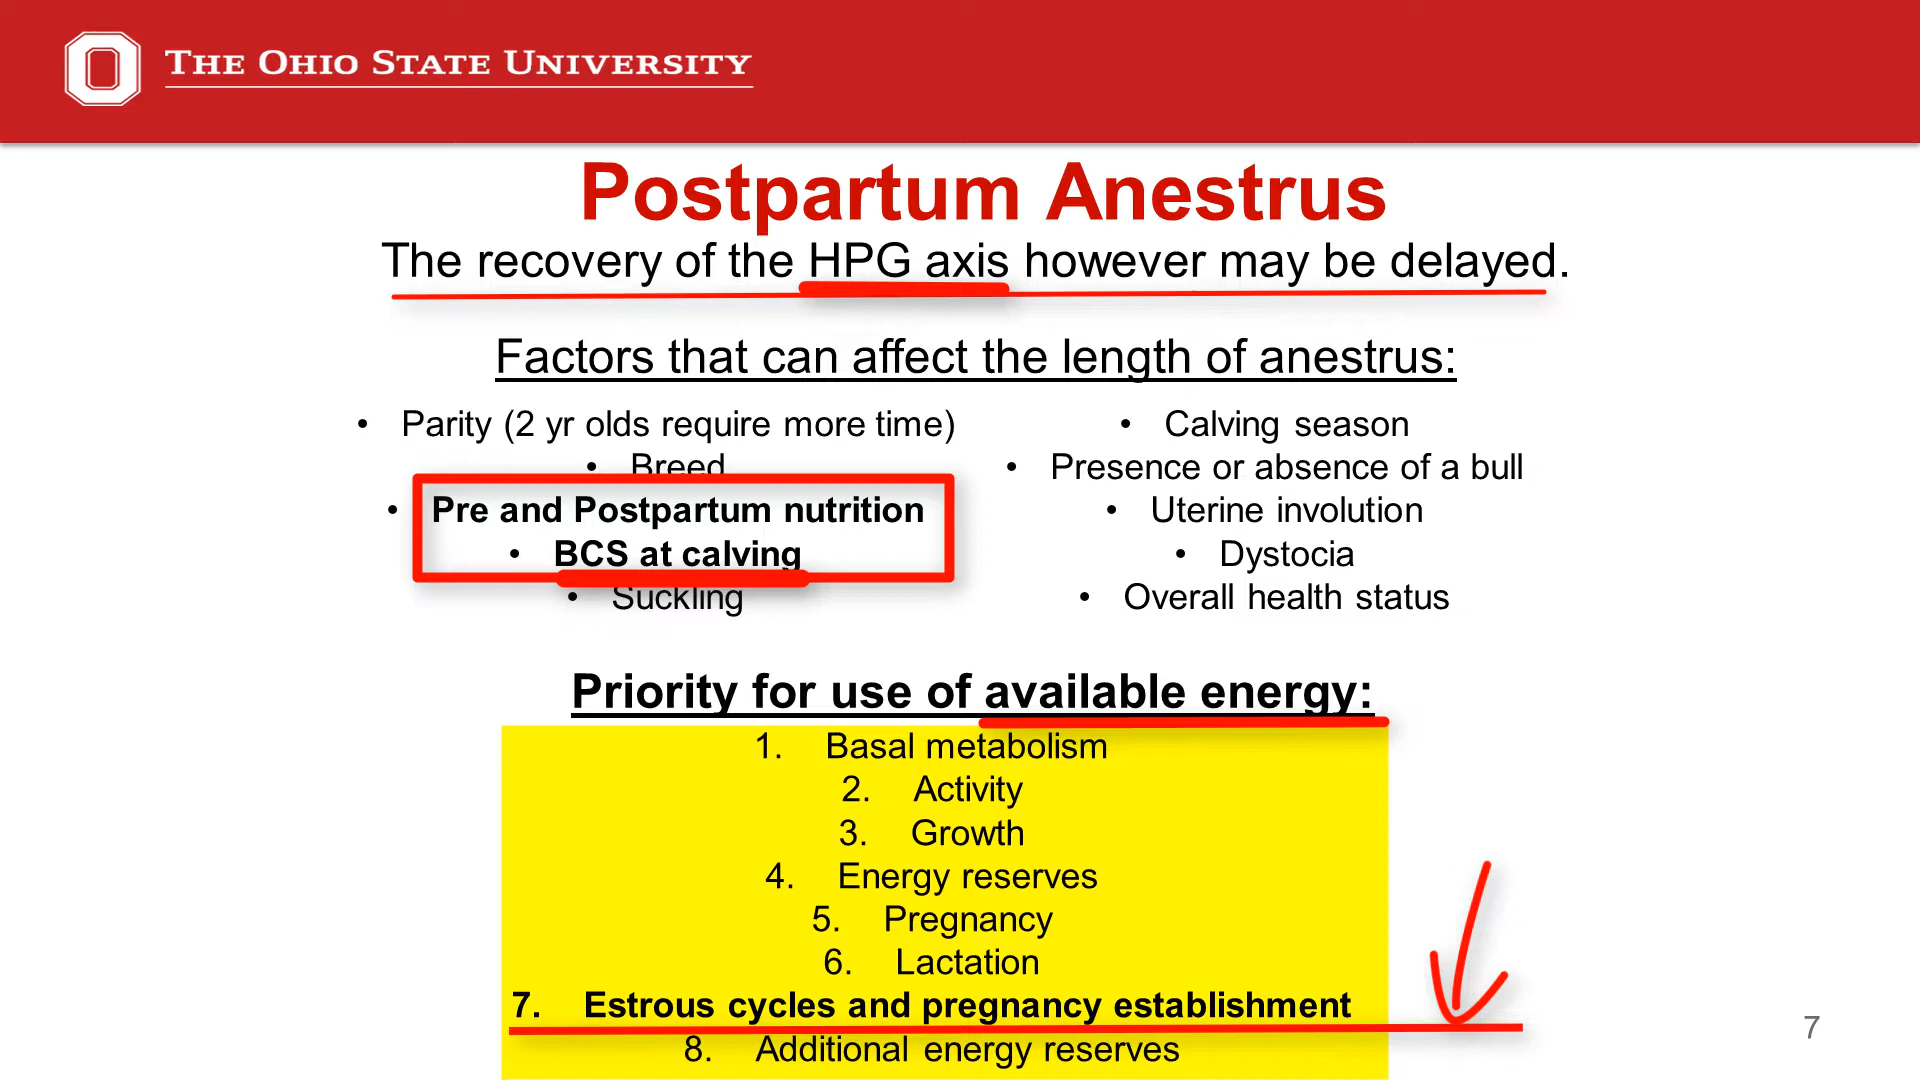 THE OHIO STATE UNIVERSITY
Postpartum Anestrus
The recovery of the HPG axis however may be delayed.
Factors that can affect the length of anestrus:
• Parity (2 yr olds require more time)
• Breed
• Pre and Postpartum nutrition
• BCS at calving
• Suckling
• Calving season
• Presence or absence of a bull
• Uterine involution
• Dystocia
• Overall health status
Priority for use of available energy:
1. Basal metabolism
2. Activity
3. Growth
4. Energy reserves
5. Pregnancy
6. Lactation
7. Estrous cycles and pregnancy establishment
8. Additional energy reserves
7